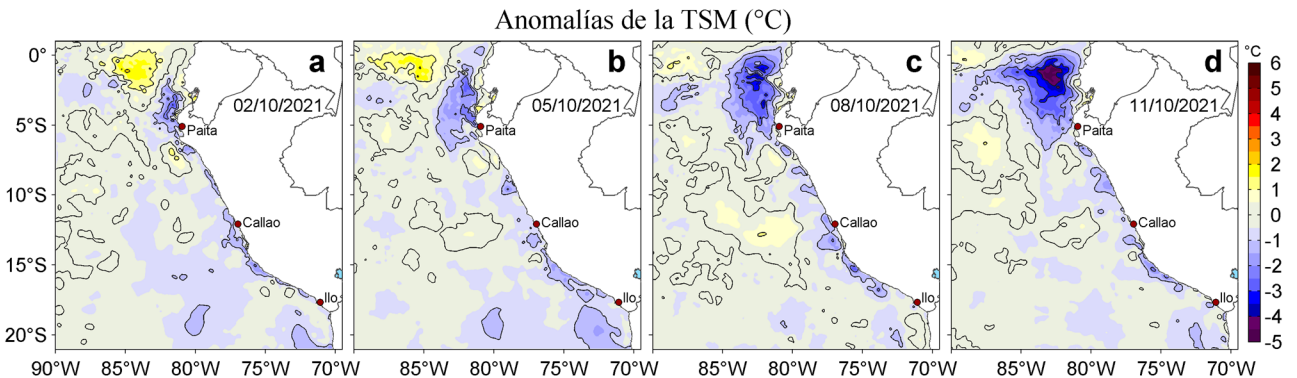 Anomalías de la TSM (°C)
a
02/10/2021
Paita
Callao
Ilo
b
05/10/2021
Paita
Callao
Ilo
c
08/10/2021
Paita
Callao
Ilo
d
11/10/2021
Paita
Callao
Ilo
0°
5°S
10°S
15°S
20°S
90°W 85°W 80°W 75°W 70°W
85°W 80°W 75°W 70°W
85°W 80°W 75°W 70°W
85°W 80°W 75°W 70°W
°C
6
5
4
3
2
1
0
-1
-2
-3
-4
-5